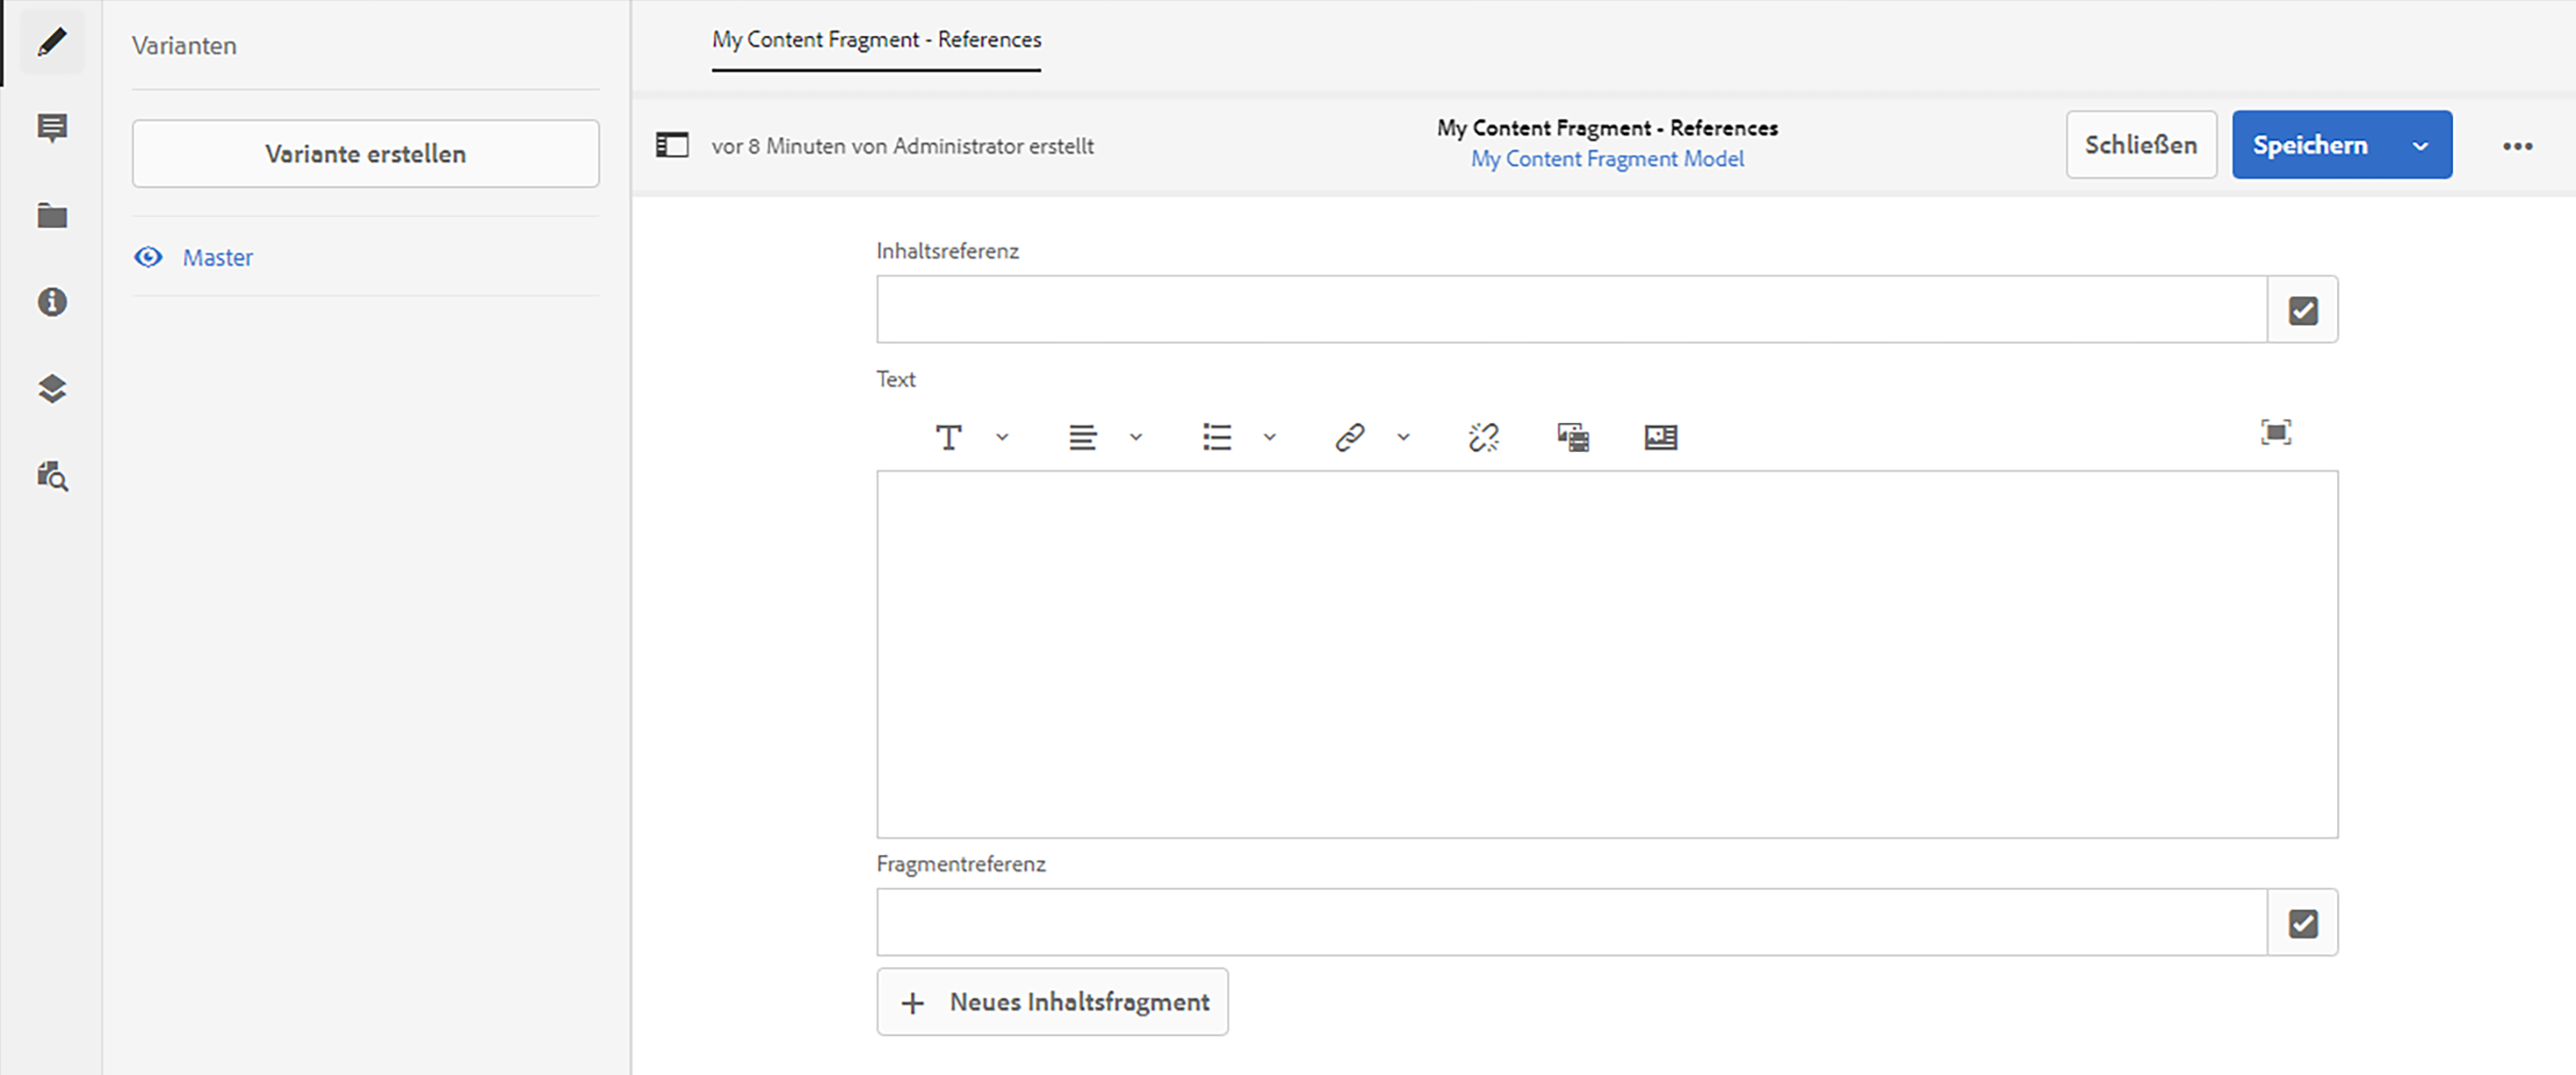 Varianten
Variante erstellen
Master
My Content Fragment - References
vor 8 Minuten von Administrator erstellt
My Content Fragment - References
My Content Fragment Model
Schließen
Speichern
Inhaltsreferenz
Text
Fragmentreferenz
Neues Inhaltsfragment